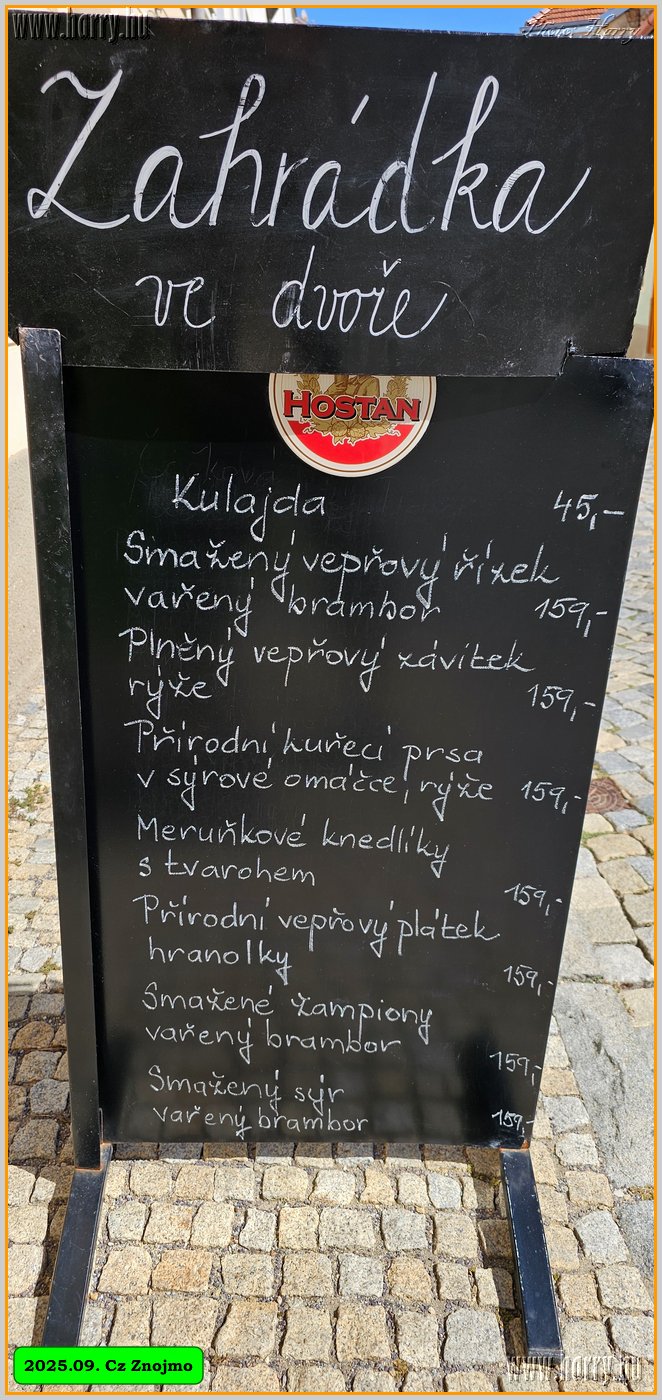 www.harry.hu
Zahrádka
ve dvoře
HOSTAN
Kulajda 45,-
Smažený vepřový řízek
vařený brambor 159,-
Plněný vepřový závitek
rýže 159,-
Přírodní kuřecí prsa
v sýrové omáčce, rýže 159,-
Meruňkové knedlíky
s tvarohem
159,-
Přírodní vepřový plátek
hranolky
159,-
Smažené žampiony
vařený brambor
159,-
Smažený sýr
vařený brambor 159,-
2025.09. Cz Znojmo
www.harry.hu